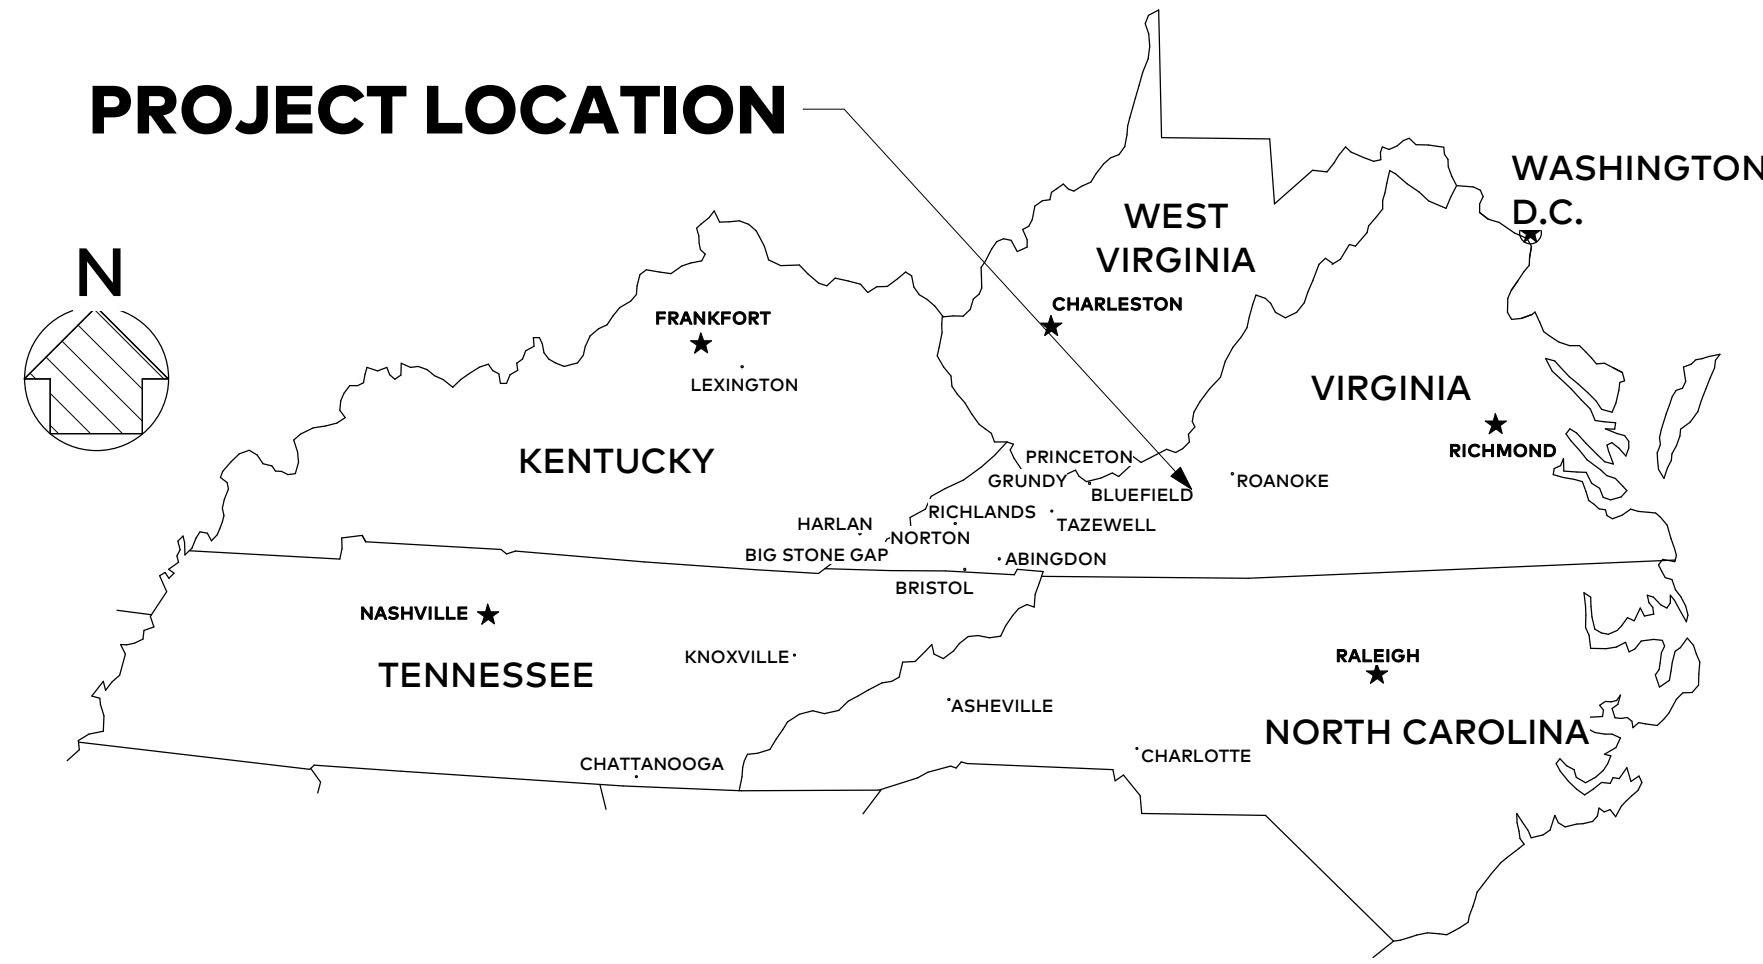 PROJECT LOCATION
WASHINGTON
D.C.
WEST
VIRGINIA
N
CHARLESTON
FRANKFORT
LEXINGTON
VIRGINIA
RICHMOND
KENTUCKY
PRINCETON
GRUNDY
BLUEFIELD
ROANOKE
RICHLANDS
TAZEWELL
HARLAN
NORTON
BIG STONE GAP
ABINGDON
BRISTOL
NASHVILLE
KNOXVILLE
TENNESSEE
RALEIGH
ASHEVILLE
NORTH CAROLINA
CHARLOTTE
CHATTANOOGA